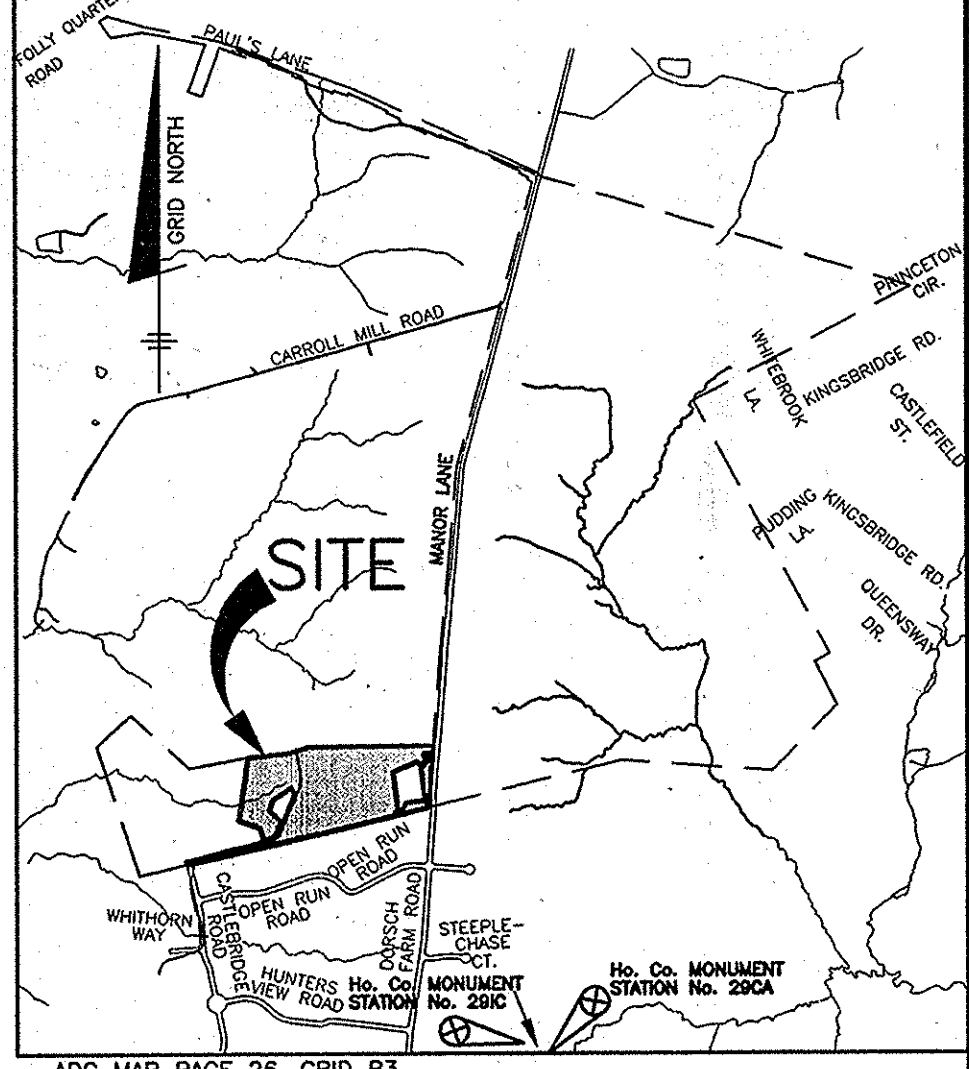 FOLLY QUARTER
ROAD
PAUL'S LANE
GRID NORTH
CARROLL MILL ROAD
MANOR LANE
PINNCETON
CIR.
WHITEBROOK
LA.
KINGSBRIDGE RD.
CASTLEFIELD
ST.
PUDDING
LA.
KINGSBRIDGE RD.
QUEENSWAY
DR.
SITE
OPEN RUN
ROAD
OPEN RUN
ROAD
WHITHORN
WAY
CASTLEBRIDGE
ROAD
DORSCH
FARM ROAD
STEEPLE-
CHASE
CT.
HUNTERS
VIEW ROAD
Ho. Co. MONUMENT
STATION No. 29IC
Ho. Co. MONUMENT
STATION No. 29CA
ADC MAP PAGE 26, GRID B3